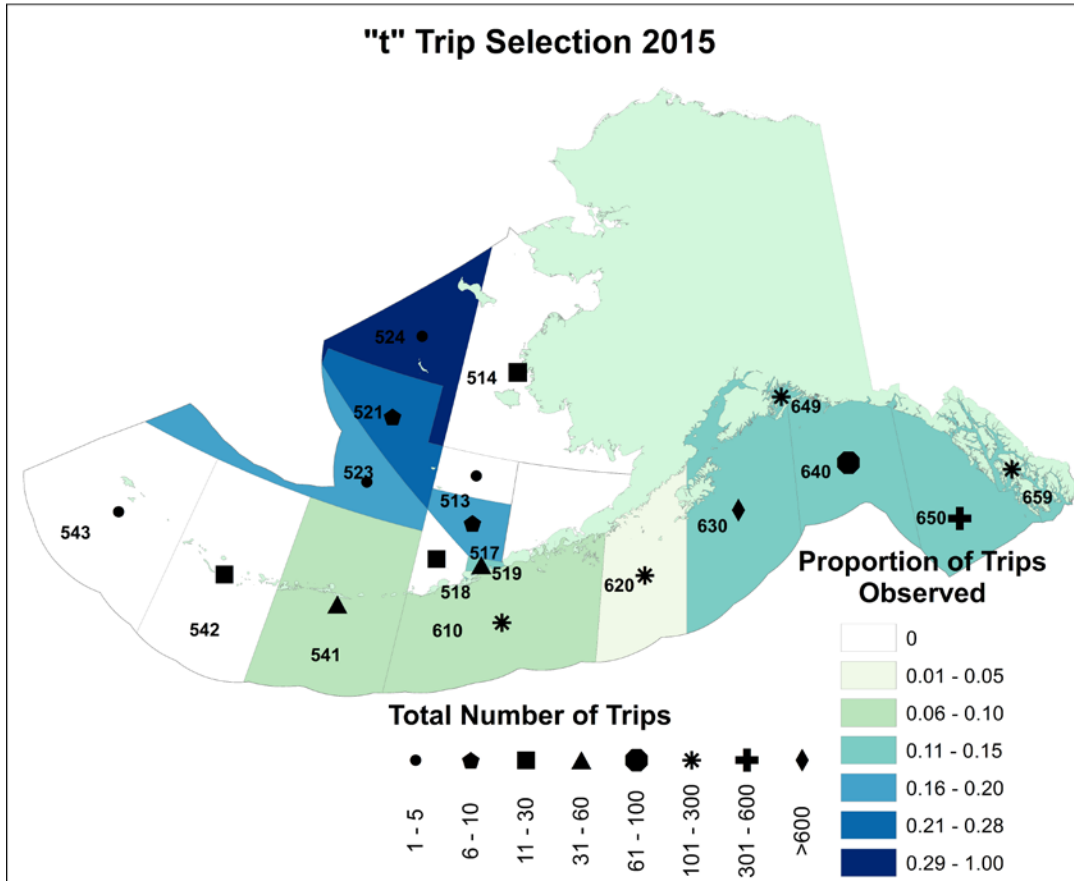 "t" Trip Selection 2015
524
514
521
649
523
513
640
659
543
630
650
517
519
518
620
542
610
541
Proportion of Trips
Observed
0
0.01 - 0.05
0.06 - 0.10
0.11 - 0.15
0.16 - 0.20
0.21 - 0.28
0.29 - 1.00
Total Number of Trips
1 - 5
6 - 10
11 - 30
31 - 60
61 - 100
101 - 300
301 - 600
>600